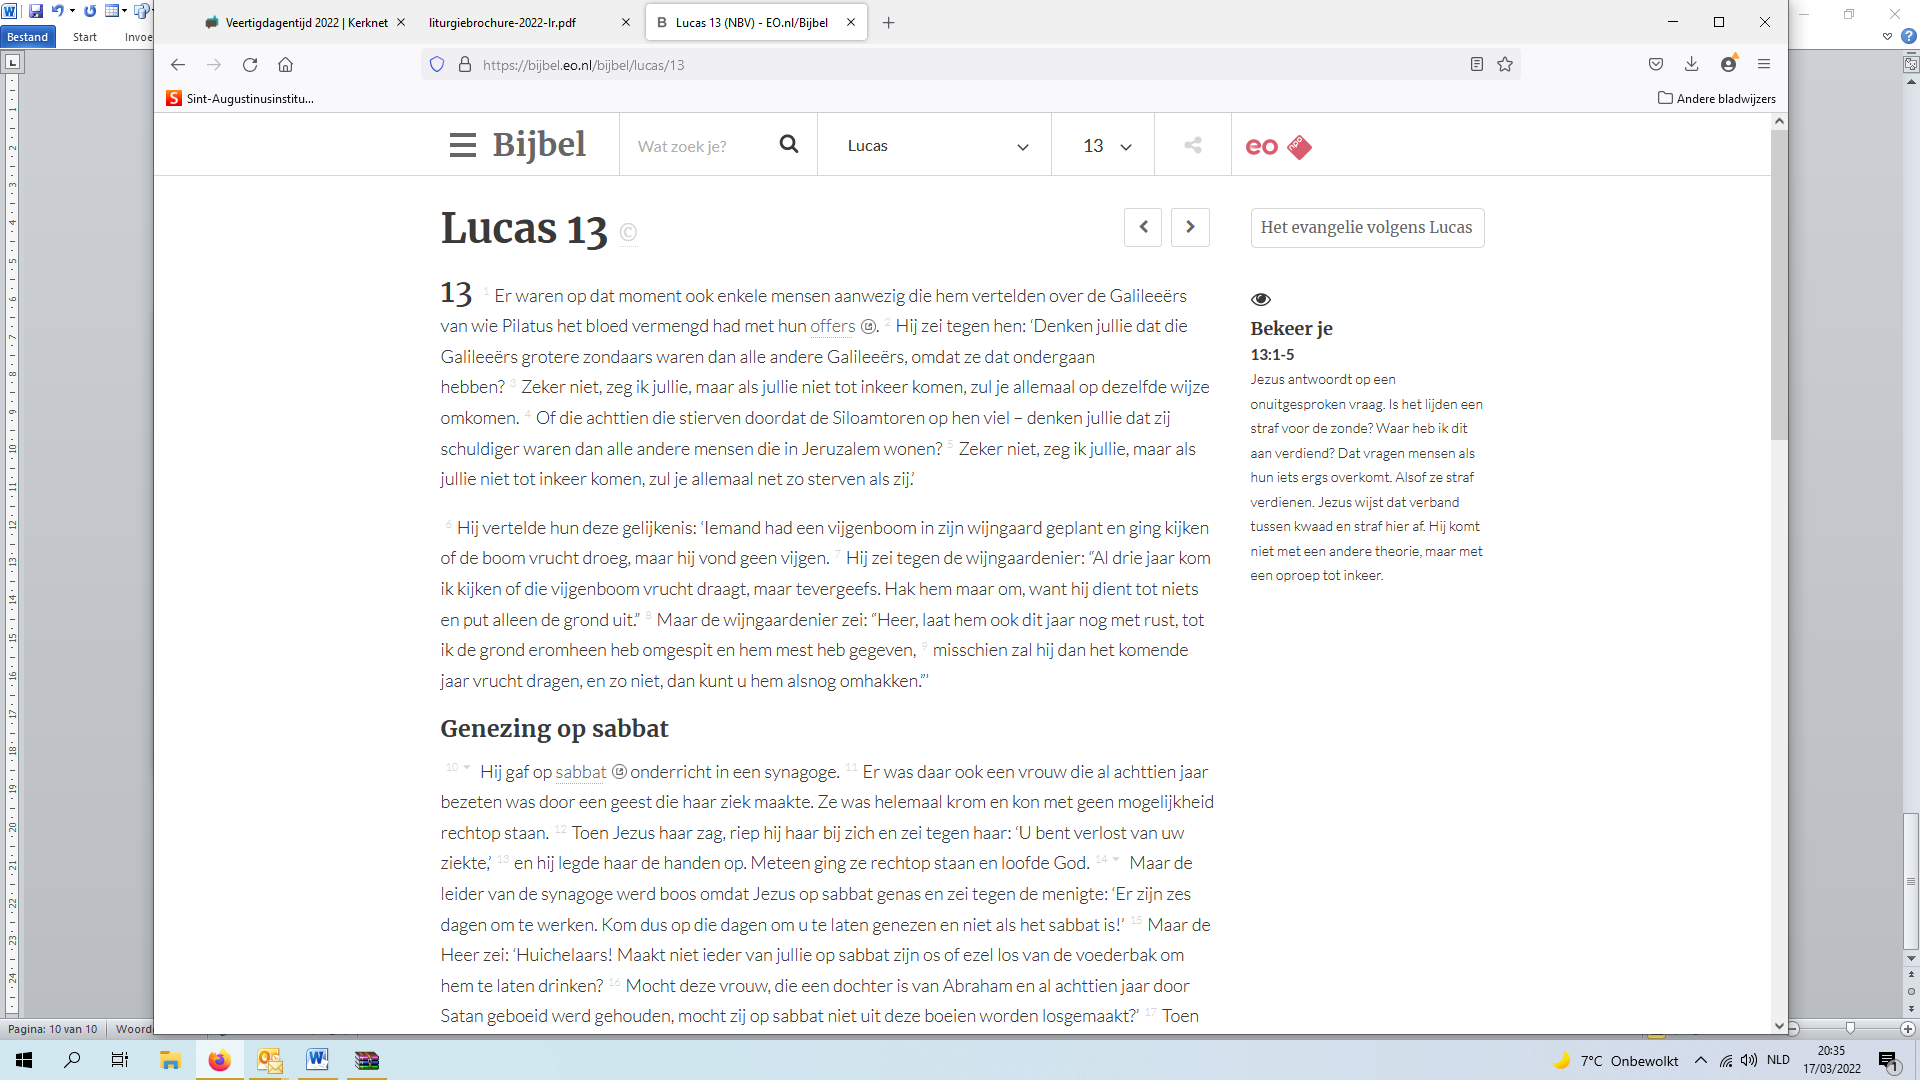 Veertigdagentijd 2022 | Kerknet
liturgiebrochure-2022-lr.pdf
B Lucas 13 (NBV) - EO.nl/Bijbel
Bestand
Start
Invoe
https://bijbel.eo.nl/bijbel/lucas/13
Sint-Augustinusinstitu...
Andere bladwijzers
Bijbel
Wat zoek je?
Lucas
13
eo
npo
Lucas 13 ©
Het evangelie volgens Lucas
13 1 Er waren op dat moment ook enkele mensen aanwezig die hem vertelden over de Galileeërs
van wie Pilatus het bloed vermengd had met hun offers. 2 Hij zei tegen hen: ‘Denken jullie dat die
Galileeërs grotere zondaars waren dan alle andere Galileeërs, omdat ze dat ondergaan
hebben? 3 Zeker niet, zeg ik jullie, maar als jullie niet tot inkeer komen, zul je allemaal op dezelfde wijze
omkomen. 4 Of die achttien die stierven doordat de Siloamtoren op hen viel – denken jullie dat zij
schuldiger waren dan alle andere mensen die in Jeruzalem wonen? 5 Zeker niet, zeg ik jullie, maar als
jullie niet tot inkeer komen, zul je allemaal net zo sterven als zij.’
6 Hij vertelde hun deze gelijkenis: ‘Iemand had een vijgenboom in zijn wijngaard geplant en ging kijken
of de boom vrucht droeg, maar hij vond geen vijgen. 7 Hij zei tegen de wijngaardenier: “Al drie jaar kom
ik kijken of die vijgenboom vrucht draagt, maar tevergeefs. Hak hem maar om, want hij dient tot niets
en put alleen de grond uit.” 8 Maar de wijngaardenier zei: “Heer, laat hem ook dit jaar nog met rust, tot
ik de grond eromheen heb omgespit en hem mest heb gegeven, 9 misschien zal hij dan het komende
jaar vrucht dragen, en zo niet, dan kunt u hem alsnog omhakken.”’
Genezing op sabbat
10 Hij gaf op sabbat onderricht in een synagoge. 11 Er was daar ook een vrouw die al achttien jaar
bezeten was door een geest die haar ziek maakte. Ze was helemaal krom en kon met geen mogelijkheid
rechtop staan. 12 Toen Jezus haar zag, riep hij haar bij zich en zei tegen haar: ‘U bent verlost van uw
ziekte,’ 13 en hij legde haar de handen op. Meteen ging ze rechtop staan en loofde God. 14 Maar de
leider van de synagoge werd boos omdat Jezus op sabbat genas en zei tegen de menigte: ‘Er zijn zes
dagen om te werken. Kom dus op die dagen om u te laten genezen en niet als het sabbat is!’ 15 Maar de
Heer zei: ‘Huichelaars! Maakt niet ieder van jullie op sabbat zijn os of ezel los van de voederbak om
hem te laten drinken? 16 Mocht deze vrouw, die een dochter is van Abraham en al achttien jaar door
Satan geboeid werd gehouden, mocht zij op sabbat niet uit deze boeien worden losgemaakt?’ 17 Toen
Bekeer je
13:1-5
Jezus antwoordt op een
onuitgesproken vraag. Is het lijden een
straf voor de zonde? Waar heb ik dit
aan verdiend? Dat vragen mensen als
hun iets ergs overkomt. Alsof ze straf
verdienen. Jezus wijst dat verband
tussen kwaad en straf hier af. Hij komt
niet met een andere theorie, maar met
een oproep tot inkeer.
Pagina: 10 van 10
Woord
7°C Onbewolkt
NLD
20:35
17/03/2022
1